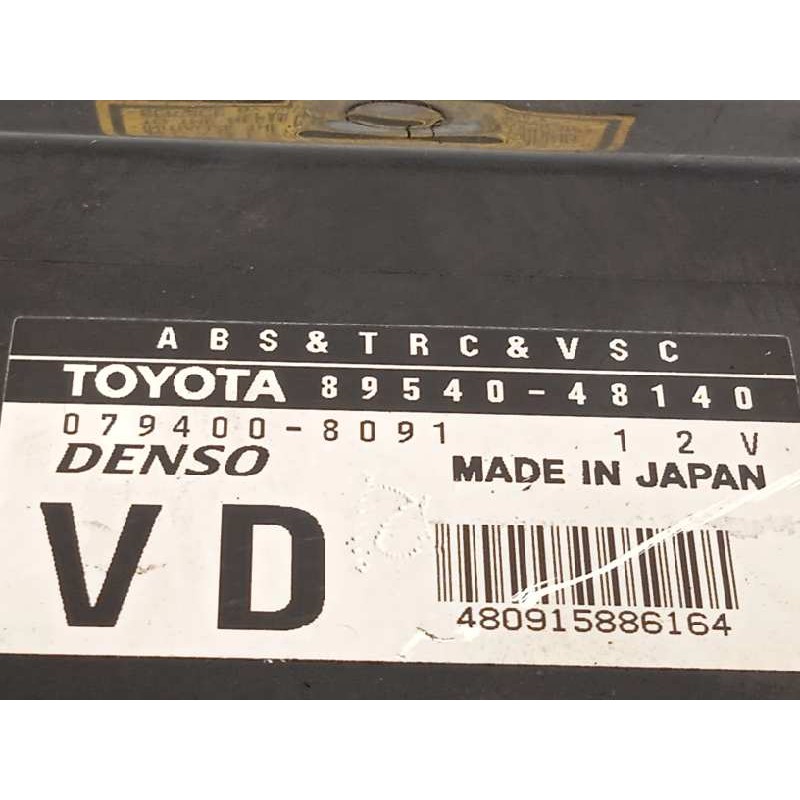 ABS&TRC&VSC
TOYOTA 89540-48140
079400-8091 12V
DENSO MADE IN JAPAN
VD
480915886164